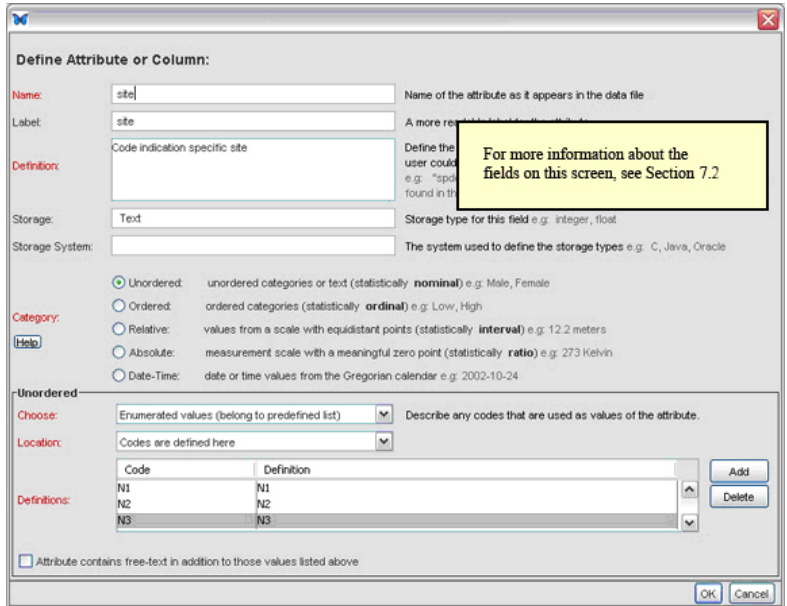 Define Attribute or Column:
Name: site Name of the attribute as it appears in the data file
Label: site A more
Definition: Code indication specific site Define the
user could
e.g. "
found in
For more information about the
fields on this screen, see Section 7.2
Storage: Text Storage type for this field e.g: integer, float
Storage System: The system used to define the storage types e.g: C, Java, Oracle
Category:
Help
Unordered: unordered categories or text (statistically nominal) e.g: Male, Female
Ordered: ordered categories (statistically ordinal) e.g: Low, High
Relative: values from a scale with equidistant points (statistically interval) e.g: 12.2 meters
Absolute: measurement scale with a meaningful zero point (statistically ratio) e.g: 273 Kelvin
Date-Time: date or time values from the Gregorian calendar e.g: 2002-10-24
Unordered
Choose: Enumerated values (belong to predefined list) Describe any codes that are used as values of the attribute.
Location: Codes are defined here
Definitions:
Code Definition
N1 N1
N2 N2
N3 N3
Add
Delete
Attribute contains free-text in addition to those values listed above
OK Cancel